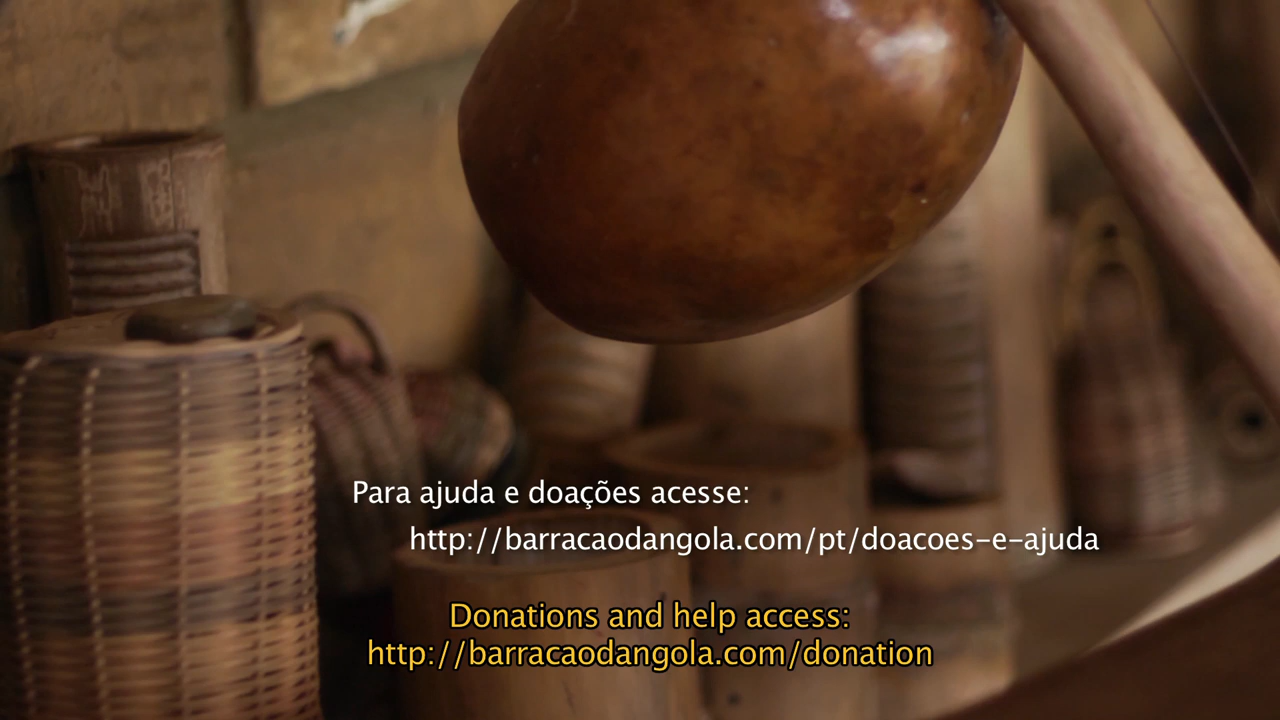 Para ajuda e doações acesse:
http://barracaodangola.com/pt/doacoes-e-ajuda
Donations and help access:
http://barracaodangola.com/donation